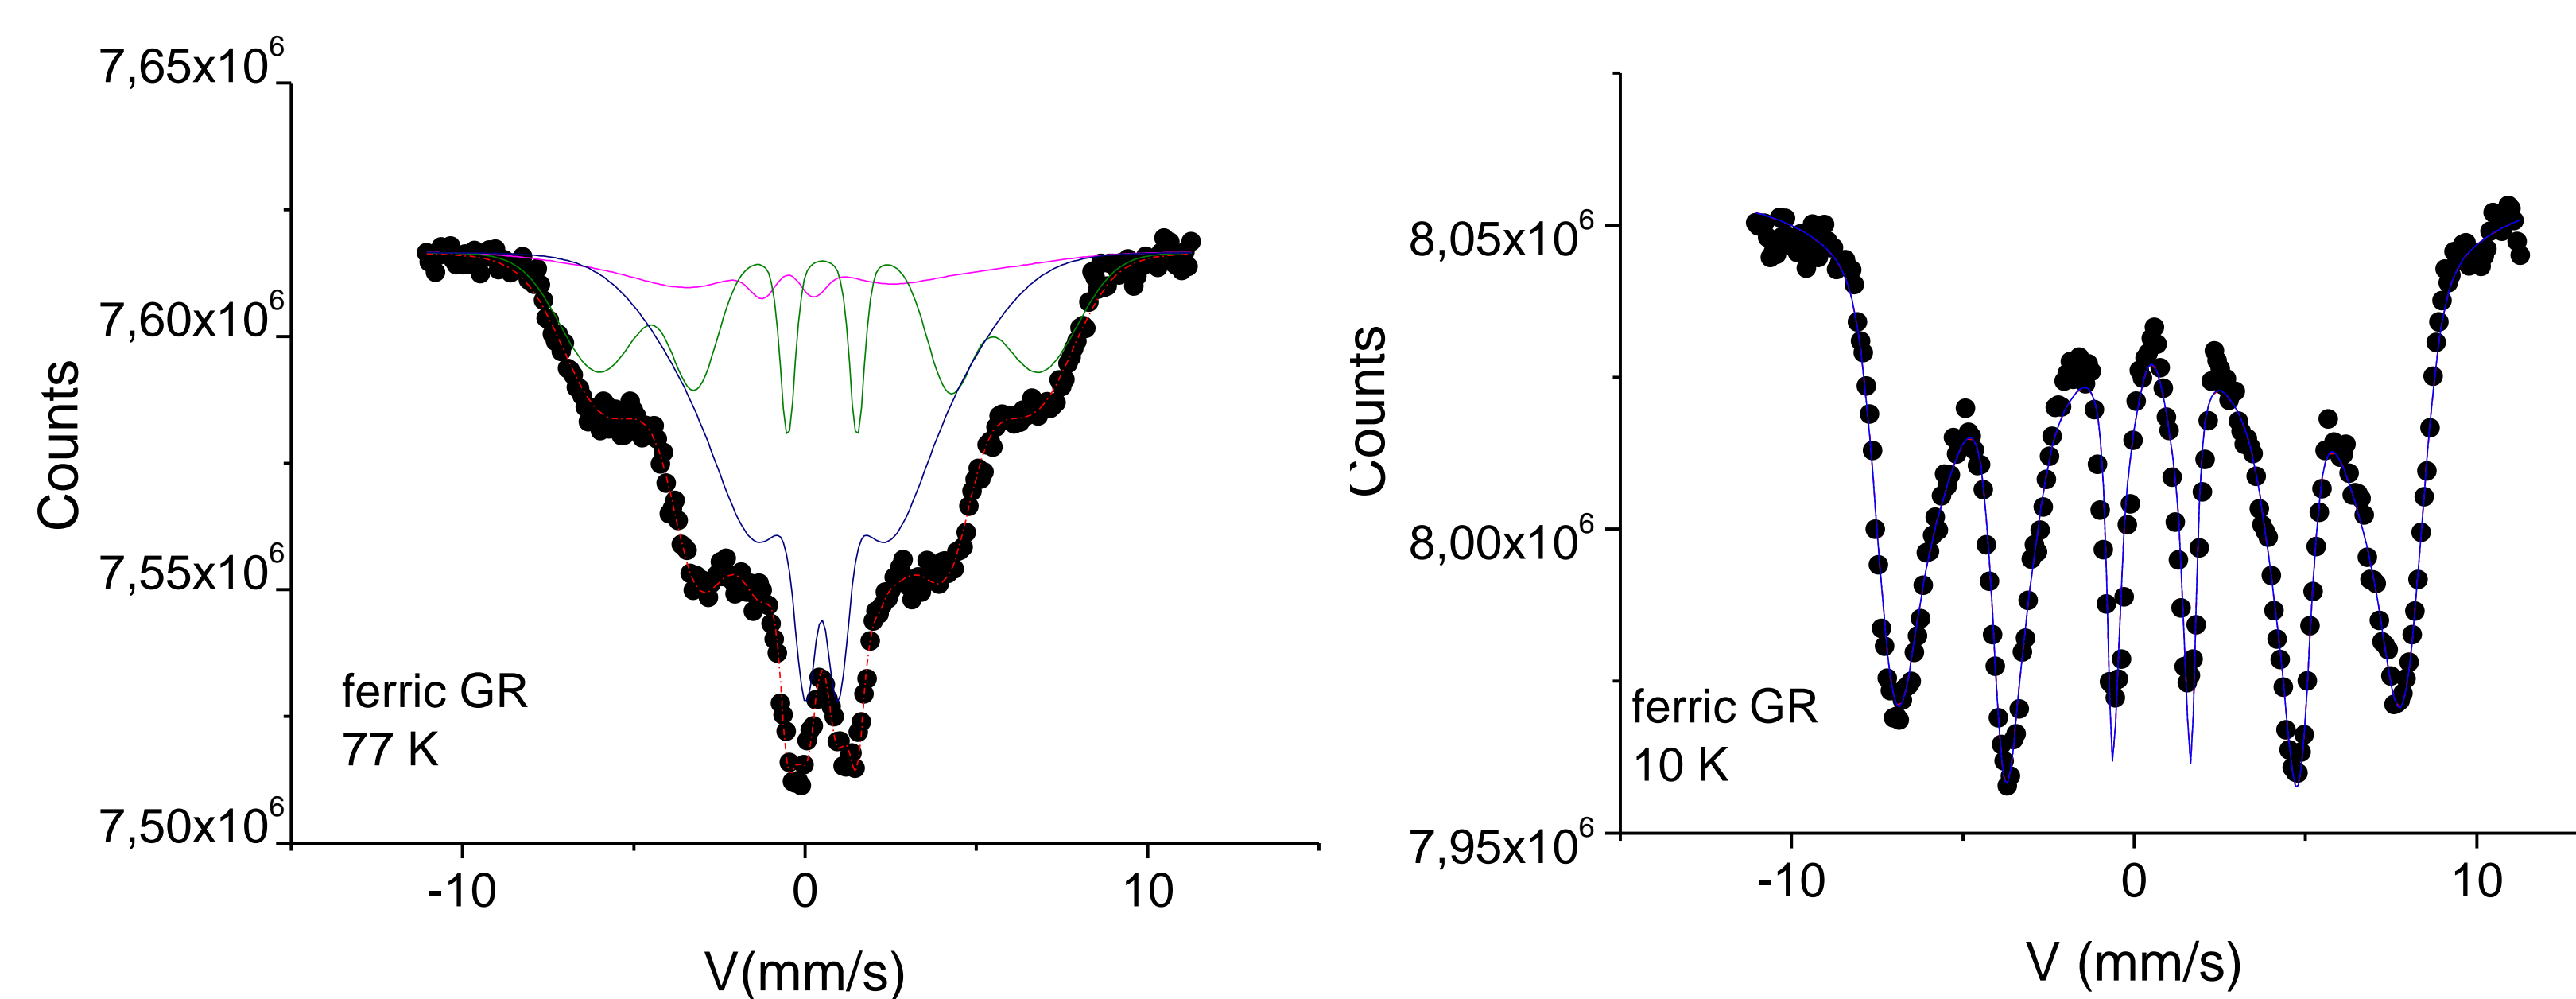 7,65x10^6
7,60x10^6
7,55x10^6
7,50x10^6
Counts
ferric GR
77 K
-10 0 10
V(mm/s)
8,05x10^6
8,00x10^6
7,95x10^6
Counts
ferric GR
10 K
-10 0 10
V (mm/s)